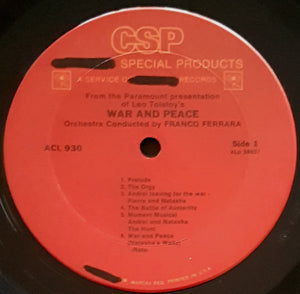 CSP
SPECIAL PRODUCTS
A SERVICE OF RECORDS
From the Paramount presentation
of Leo Tolstoy's
WAR AND PEACE
Orchestra Conducted by FRANCO FERRARA
ACL 930
Side 1
1. Prelude
2. The Orgy
3. Andrei leaving for the war -
Pierre and Natasha
4. The Battle of Austerlitz
5. Moment Musical
Andrei and Natasha
The Hunt
6. War and Peace
(Natasha's Waltz)
PRINTED IN U.S.A.